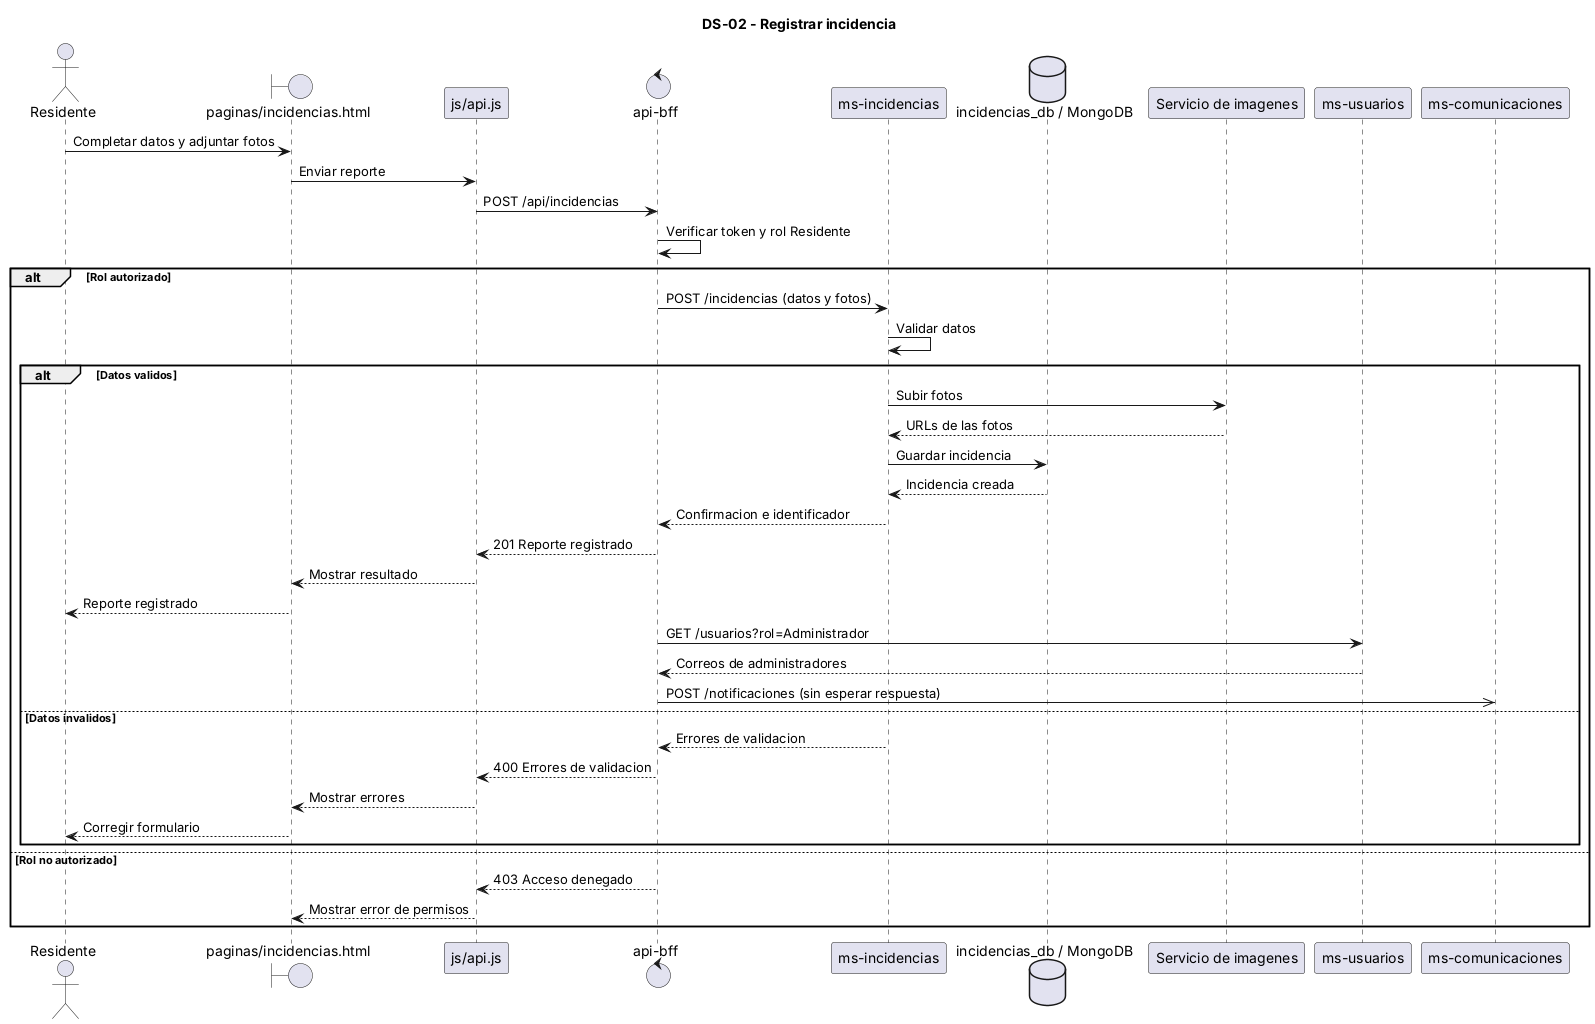 DS-02 - Registrar incidencia
Residente
paginas/incidencias.html
js/api.js
api-bff
ms-incidencias
incidencias_db / MongoDB
Servicio de imagenes
ms-usuarios
ms-comunicaciones
Completar datos y adjuntar fotos
Enviar reporte
POST /api/incidencias
Verificar token y rol Residente
alt [Rol autorizado]
POST /incidencias (datos y fotos)
Validar datos
alt [Datos validos]
Subir fotos
URLs de las fotos
Guardar incidencia
Incidencia creada
Confirmacion e identificador
201 Reporte registrado
Mostrar resultado
Reporte registrado
GET /usuarios?rol=Administrador
Correos de administradores
POST /notificaciones (sin esperar respuesta)
[Datos invalidos]
Errores de validacion
400 Errores de validacion
Mostrar errores
Corregir formulario
[Rol no autorizado]
403 Acceso denegado
Mostrar error de permisos
Residente
paginas/incidencias.html
js/api.js
api-bff
ms-incidencias
incidencias_db / MongoDB
Servicio de imagenes
ms-usuarios
ms-comunicaciones